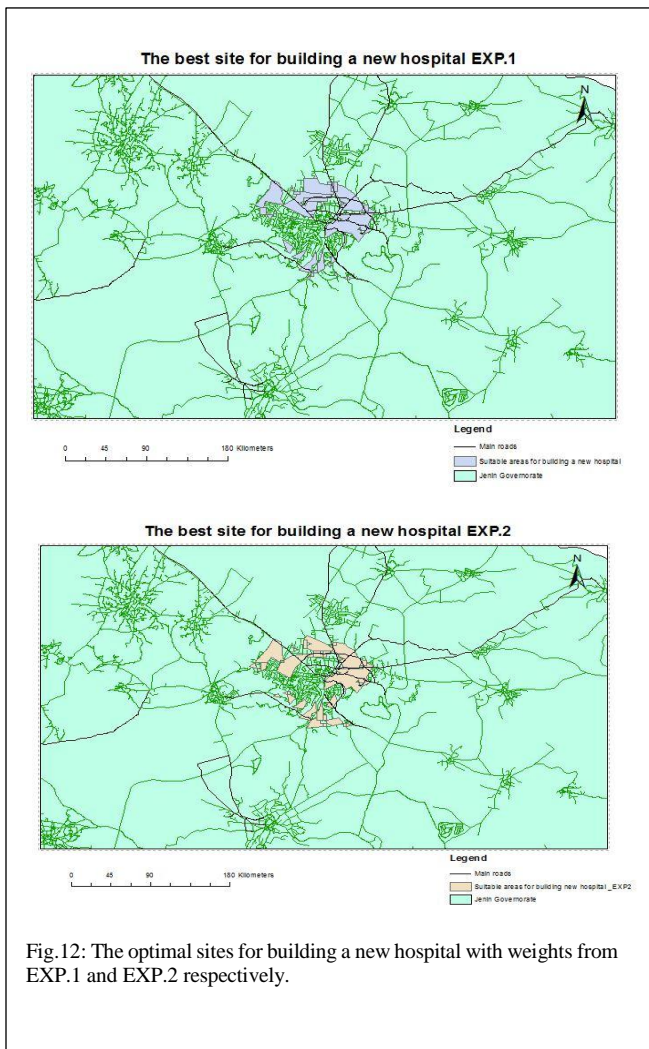 The best site for building a new hospital EXP.1
N
Legend
0 45 90 180 Kilometers
Main roads
Suitable areas for building a new hospital
Jenin Governorate
The best site for building a new hospital EXP.2
N
Legend
0 45 90 180 Kilometers
Main roads
Suitable areas for building new hospital _EXP2
Jenin Governorate
Fig.12: The optimal sites for building a new hospital with weights from
EXP.1 and EXP.2 respectively.